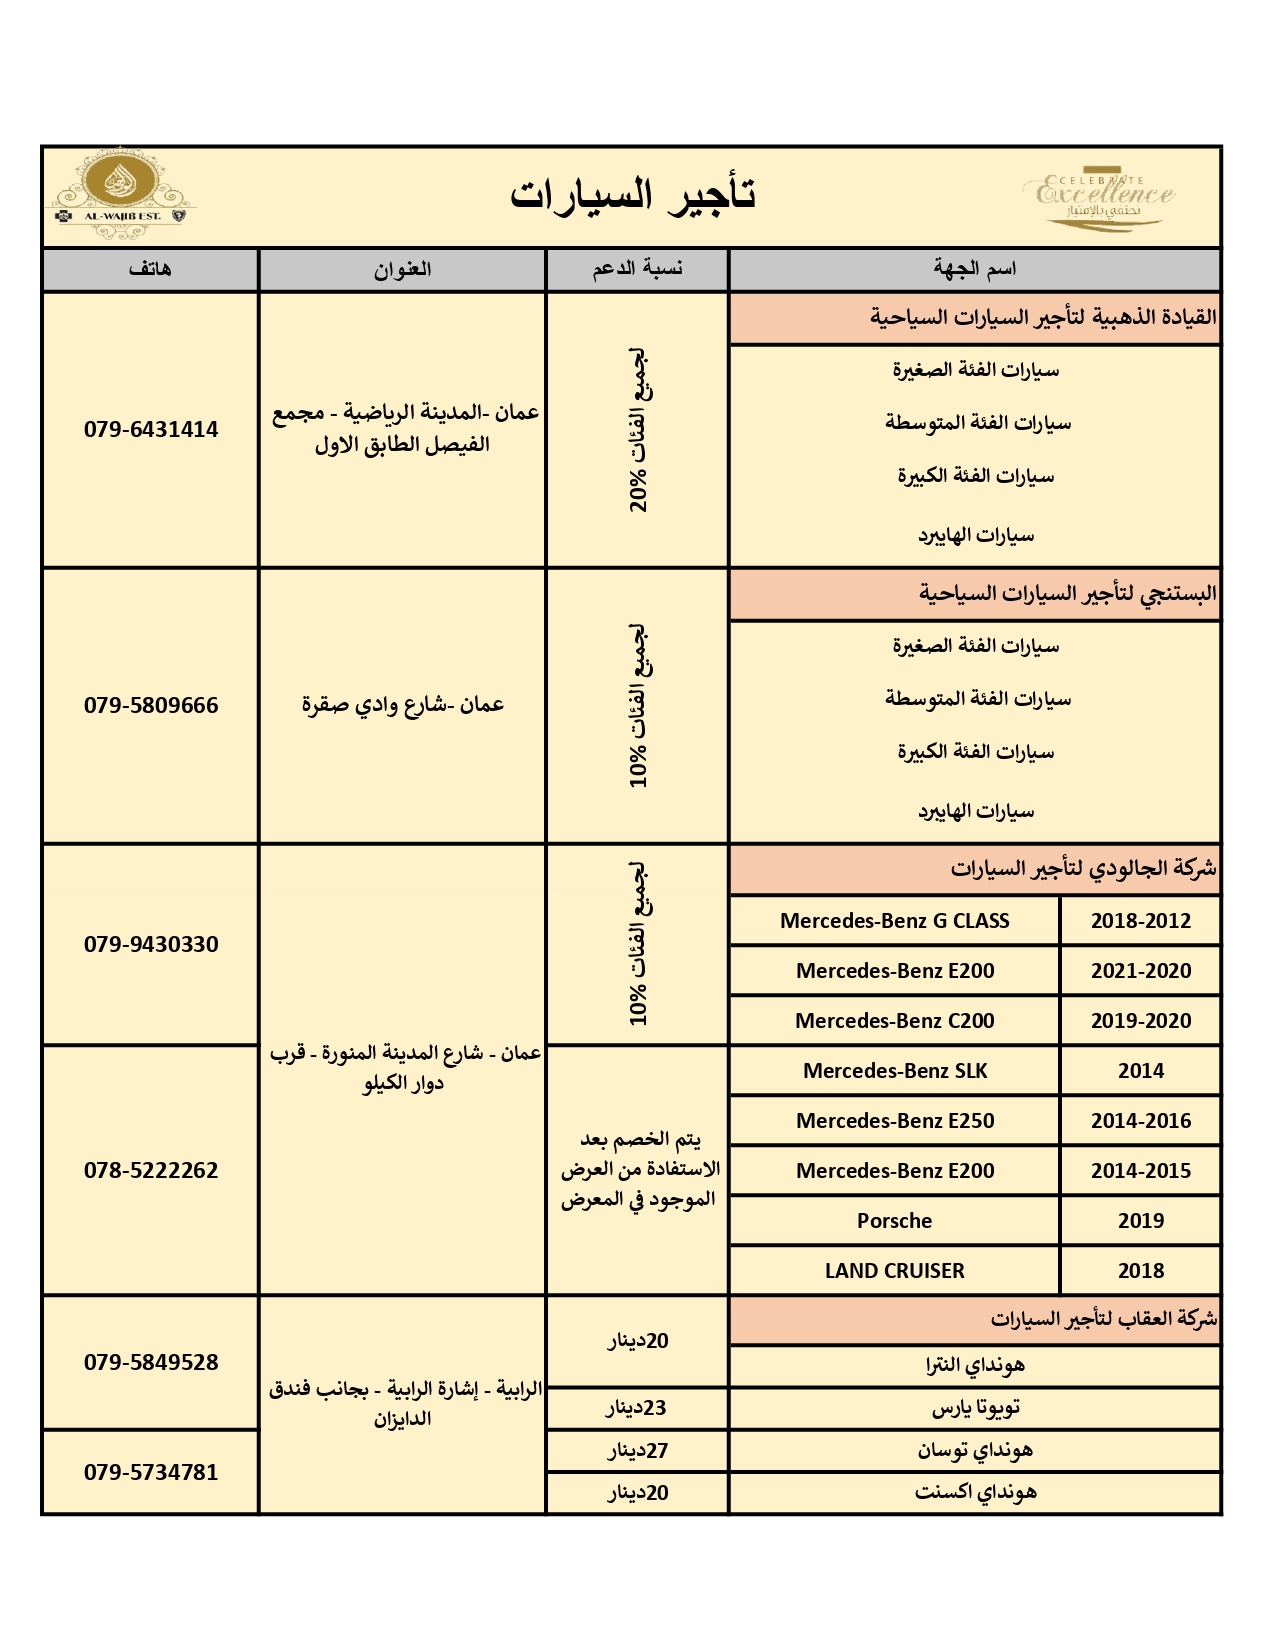 AL-WAJIB EST.
تأجير السيارات
CELEBRATE
Excellence
نحتفي بالإمتياز
اسم الجهة
نسبة الدعم
العنوان
هاتف
القيادة الذهبية لتأجير السيارات السياحية
سيارات الفئة الصغيرة
سيارات الفئة المتوسطة
سيارات الفئة الكبيرة
سيارات الهايبرد
لجميع الفئات 20%
عمان -المدينة الرياضية - مجمع
الفيصل الطابق الاول
079-6431414
البستنجي لتأجير السيارات السياحية
سيارات الفئة الصغيرة
سيارات الفئة المتوسطة
سيارات الفئة الكبيرة
سيارات الهايبرد
لجميع الفئات 10%
عمان -شارع وادي صقرة
079-5809666
شركة الجالودي لتأجير السيارات
2018-2012
Mercedes-Benz G CLASS
2021-2020
Mercedes-Benz E200
2019-2020
Mercedes-Benz C200
لجميع الفئات 10%
079-9430330
2014
Mercedes-Benz SLK
2014-2016
Mercedes-Benz E250
2014-2015
Mercedes-Benz E200
2019
Porsche
2018
LAND CRUISER
يتم الخصم بعد
الاستفادة من العرض
الموجود في المعرض
عمان - شارع المدينة المنورة - قرب
دوار الكيلو
078-5222262
شركة العقاب لتأجير السيارات
هونداي النترا
20دينار
تويوتا يارس
23دينار
هونداي توسان
27دينار
هونداي اكسنت
20دينار
الرابية - إشارة الرابية - بجانب فندق
الدايزان
079-5849528
079-5734781